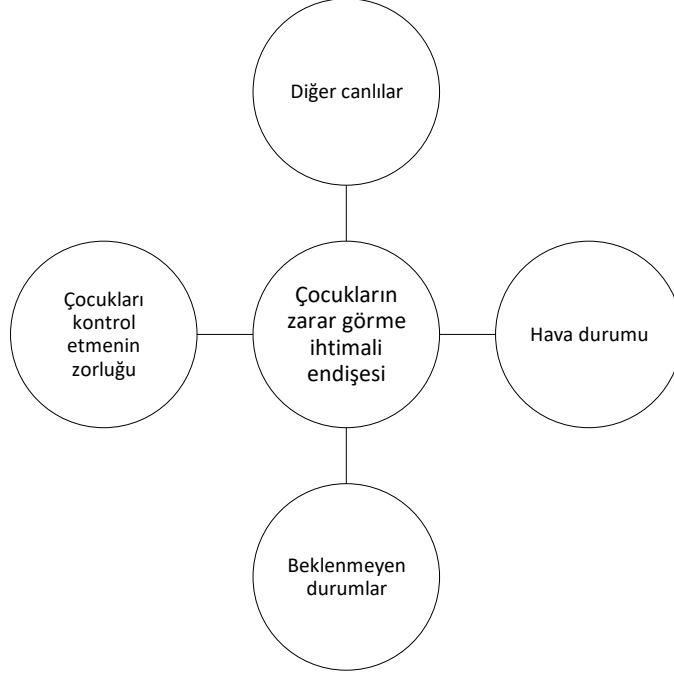 Diğer canlılar
Çocukları
kontrol
etmenin
zorluğu
Çocukların
zarar görme
ihtimali
endişesi
Hava durumu
Beklenmeyen
durumlar